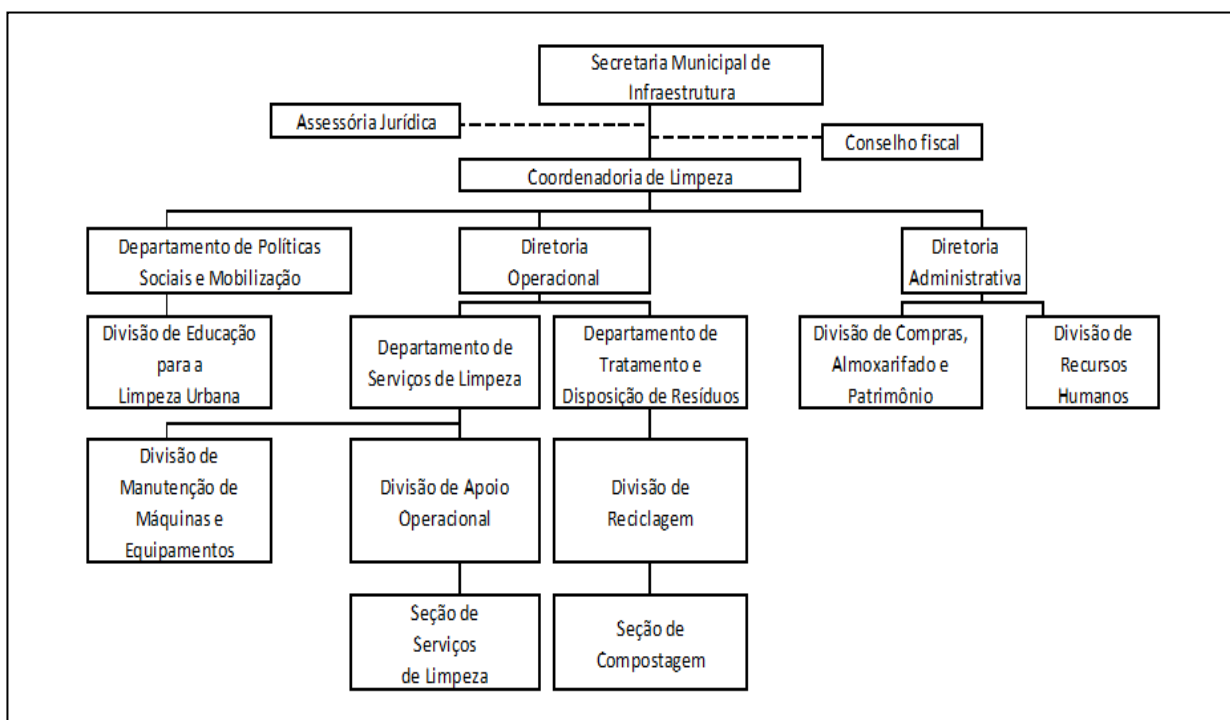 Secretaria Municipal de
Infraestrutura
Assessória Jurídica
Conselho fiscal
Coordenadoria de Limpeza
Departamento de Políticas
Sociais e Mobilização
Diretoria
Operacional
Diretoria
Administrativa
Divisão de Educação
para a
Limpeza Urbana
Departamento de
Serviços de Limpeza
Departamento de
Tratamento e
Disposição de Resíduos
Divisão de Compras,
Almoxarifado e
Patrimônio
Divisão de
Recursos
Humanos
Divisão de
Manutenção de
Máquinas e
Equipamentos
Divisão de Apoio
Operacional
Divisão de
Reciclagem
Seção de
Serviços
de Limpeza
Seção de
Compostagem